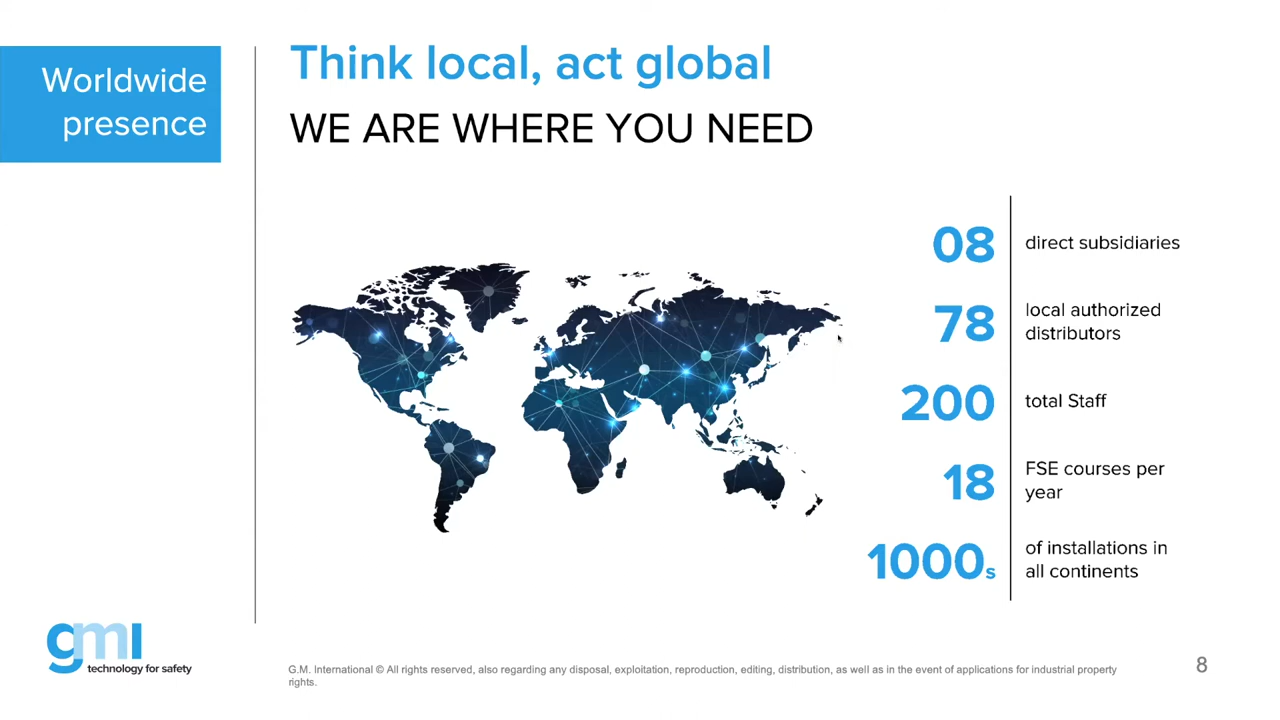 Worldwide
presence
Think local, act global
WE ARE WHERE YOU NEED
08
direct subsidiaries
78
local authorized
distributors
200
total Staff
18
FSE courses per
year
1000s
of installations in
all continents
gmi
technology for safety
G.M. International © All rights reserved, also regarding any disposal, exploitation, reproduction, editing, distribution, as well as in the event of applications for industrial property
rights.
8